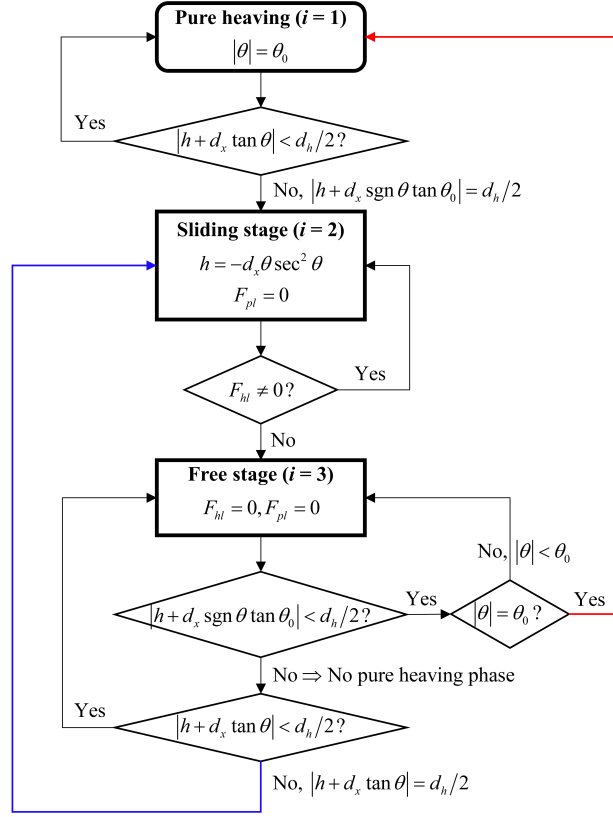 Pure heaving (i = 1)
|θ| = θ₀
Yes
|h + dₓ tan θ| < dₕ/2 ?
No, |h + dₓ sgn θ tan θ₀| = dₕ/2
Sliding stage (i = 2)
h = −dₓθ sec² θ
Fₚₗ = 0
Yes
Fₕₗ ≠ 0 ?
No
Free stage (i = 3)
Fₕₗ = 0, Fₚₗ = 0
No, |θ| < θ₀
|h + dₓ sgn θ tan θ₀| < dₕ/2 ?
Yes
|θ| = θ₀ ?
Yes
No ⇒ No pure heaving phase
Yes
|h + dₓ tan θ| < dₕ/2 ?
No, |h + dₓ tan θ| = dₕ/2